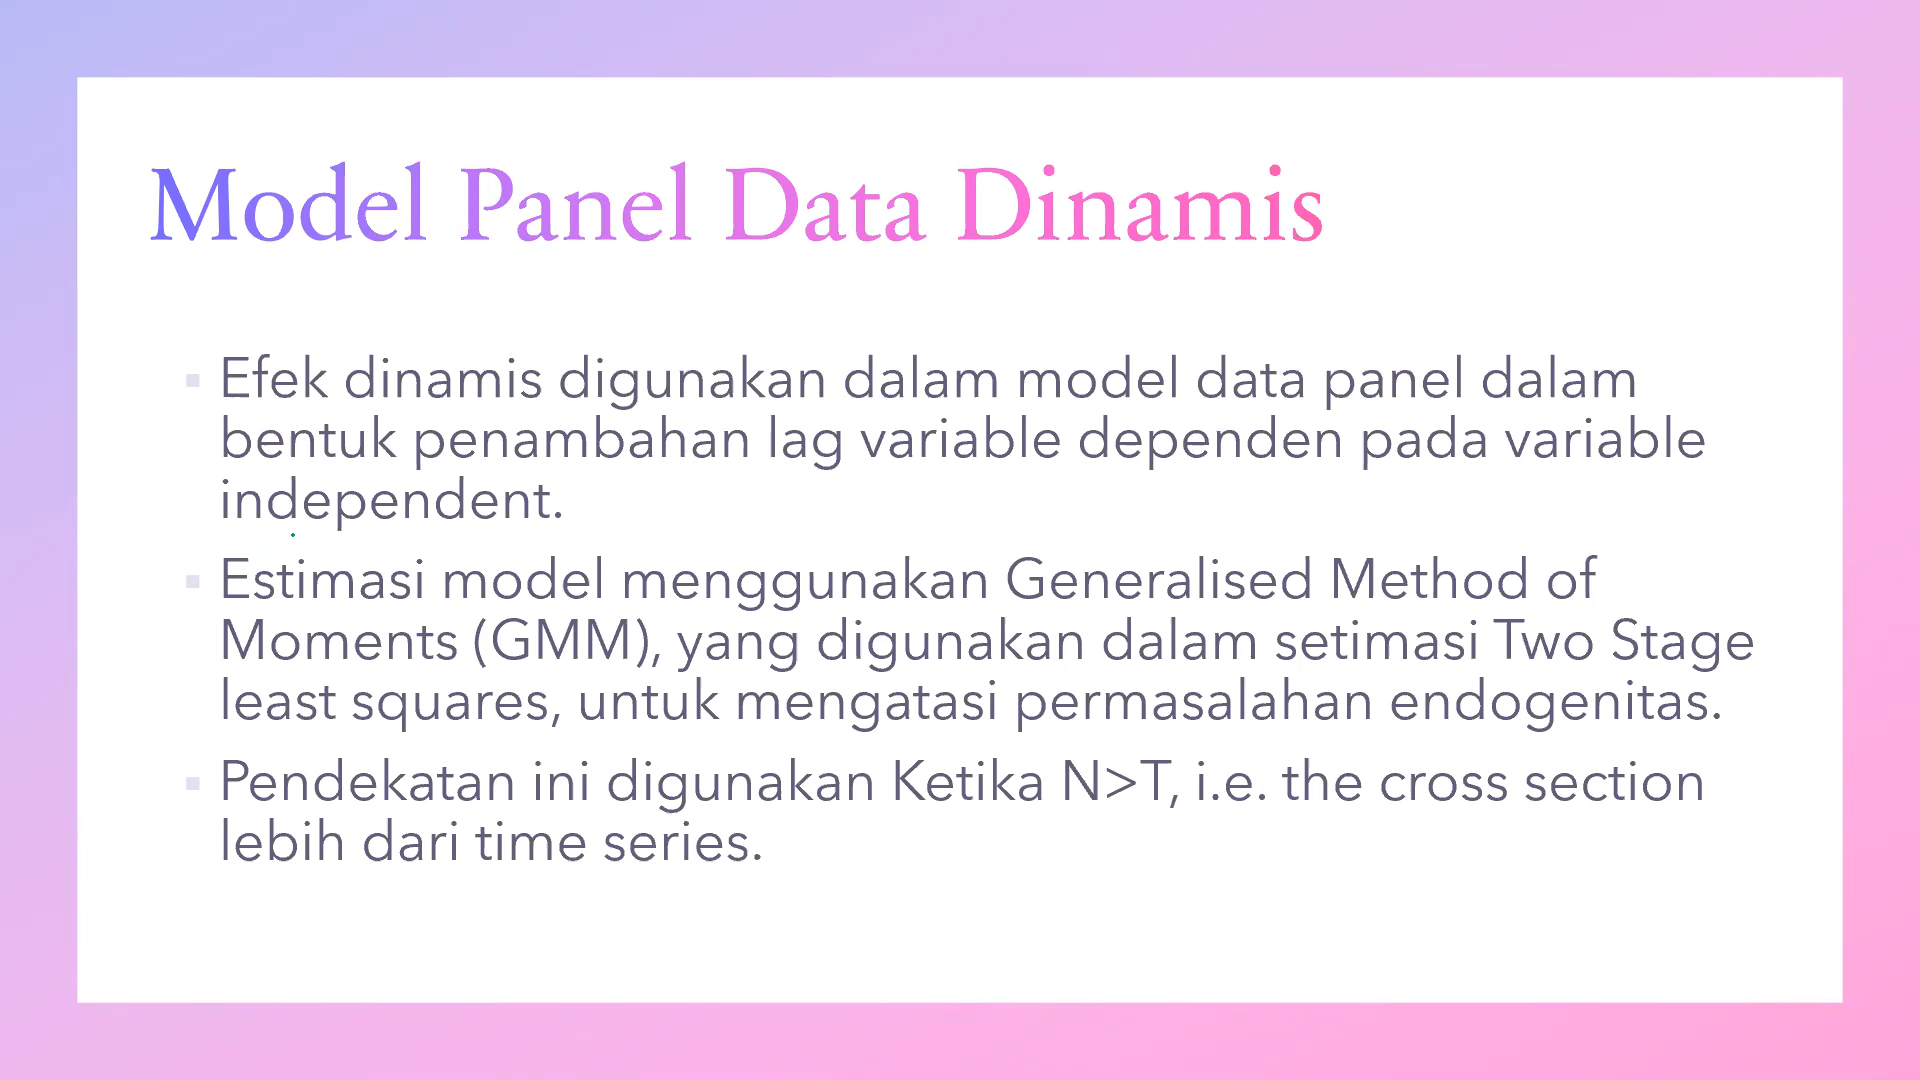 Model Panel Data Dinamis
▪ Efek dinamis digunakan dalam model data panel dalam
bentuk penambahan lag variable dependen pada variable
independent.
▪ Estimasi model menggunakan Generalised Method of
Moments (GMM), yang digunakan dalam setimasi Two Stage
least squares, untuk mengatasi permasalahan endogenitas.
▪ Pendekatan ini digunakan Ketika N>T, i.e. the cross section
lebih dari time series.